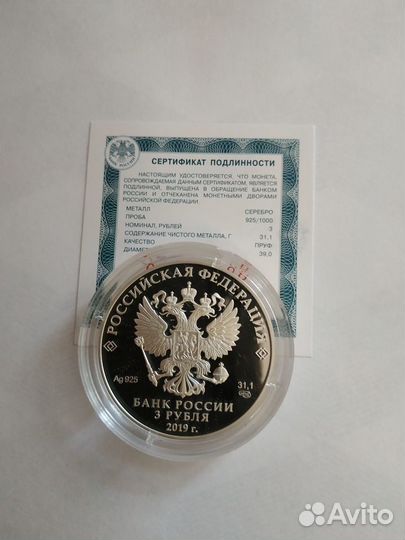 СЕРТИФИКАТ ПОДЛИННОСТИ
НАСТОЯЩИМ УДОСТОВЕРЯЕТСЯ, ЧТО МОНЕТА,
СОПРОВОЖДАЕМАЯ ДАННЫМ СЕРТИФИКАТОМ, ЯВЛЯЕТСЯ
ПОДЛИННОЙ, ВЫПУЩЕНА В ОБРАЩЕНИЕ БАНКОМ
РОССИИ И ОТЧЕКАНЕНА МОНЕТНЫМИ ДВОРАМИ
РОССИЙСКОЙ ФЕДЕРАЦИИ.
МЕТАЛЛ СЕРЕБРО
ПРОБА 925/1000
НОМИНАЛ, РУБЛЕЙ 3
СОДЕРЖАНИЕ ЧИСТОГО МЕТАЛЛА, Г 31,1
КАЧЕСТВО ПРУФ
ДИАМЕ 39,0
РОССИЙСКАЯ ФЕДЕРАЦИЯ
Ag 925 31,1
БАНК РОССИИ
3 РУБЛЯ
2019 г.
Avito